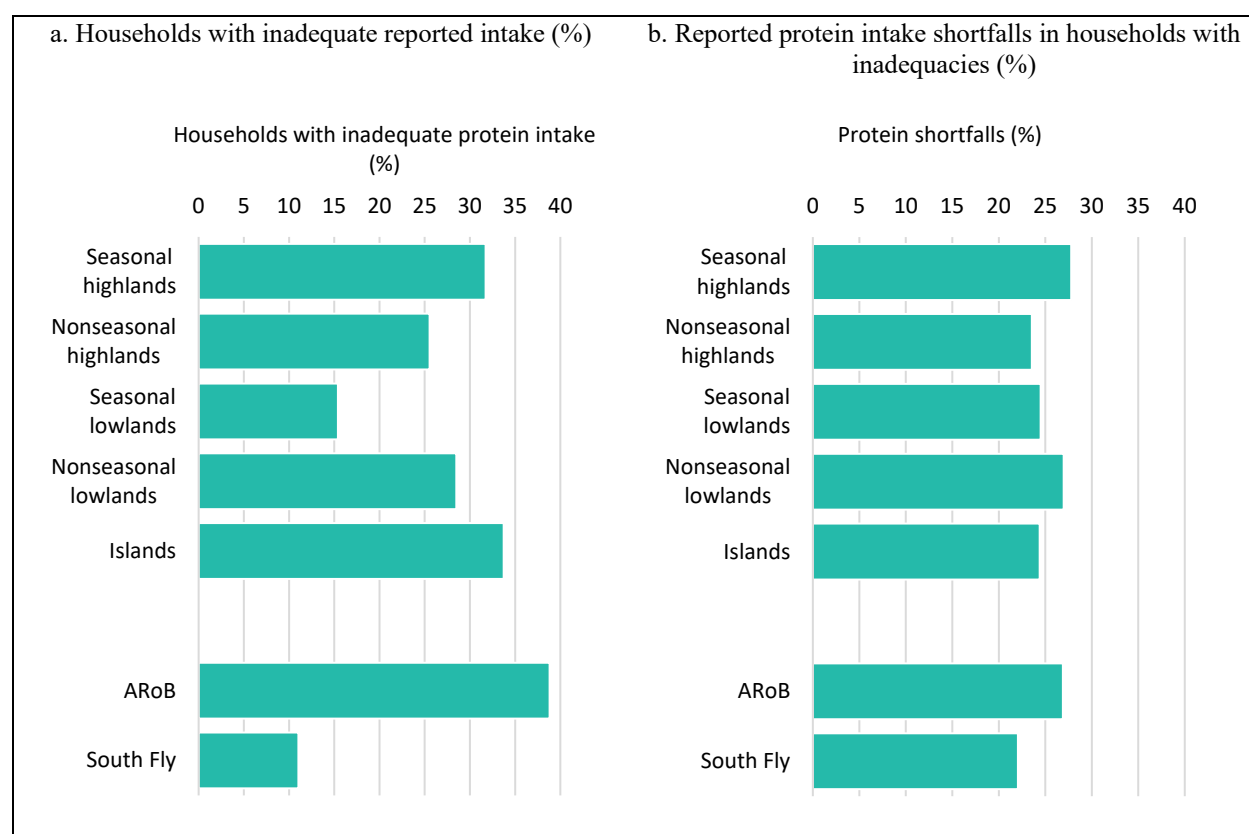 a. Households with inadequate reported intake (%)
b. Reported protein intake shortfalls in households with
inadequacies (%)
Households with inadequate protein intake
(%)
0 5 10 15 20 25 30 35 40
Seasonal
highlands
Nonseasonal
highlands
Seasonal
lowlands
Nonseasonal
lowlands
Islands
ARoB
South Fly
Protein shortfalls (%)
0 5 10 15 20 25 30 35 40
Seasonal
highlands
Nonseasonal
highlands
Seasonal
lowlands
Nonseasonal
lowlands
Islands
ARoB
South Fly